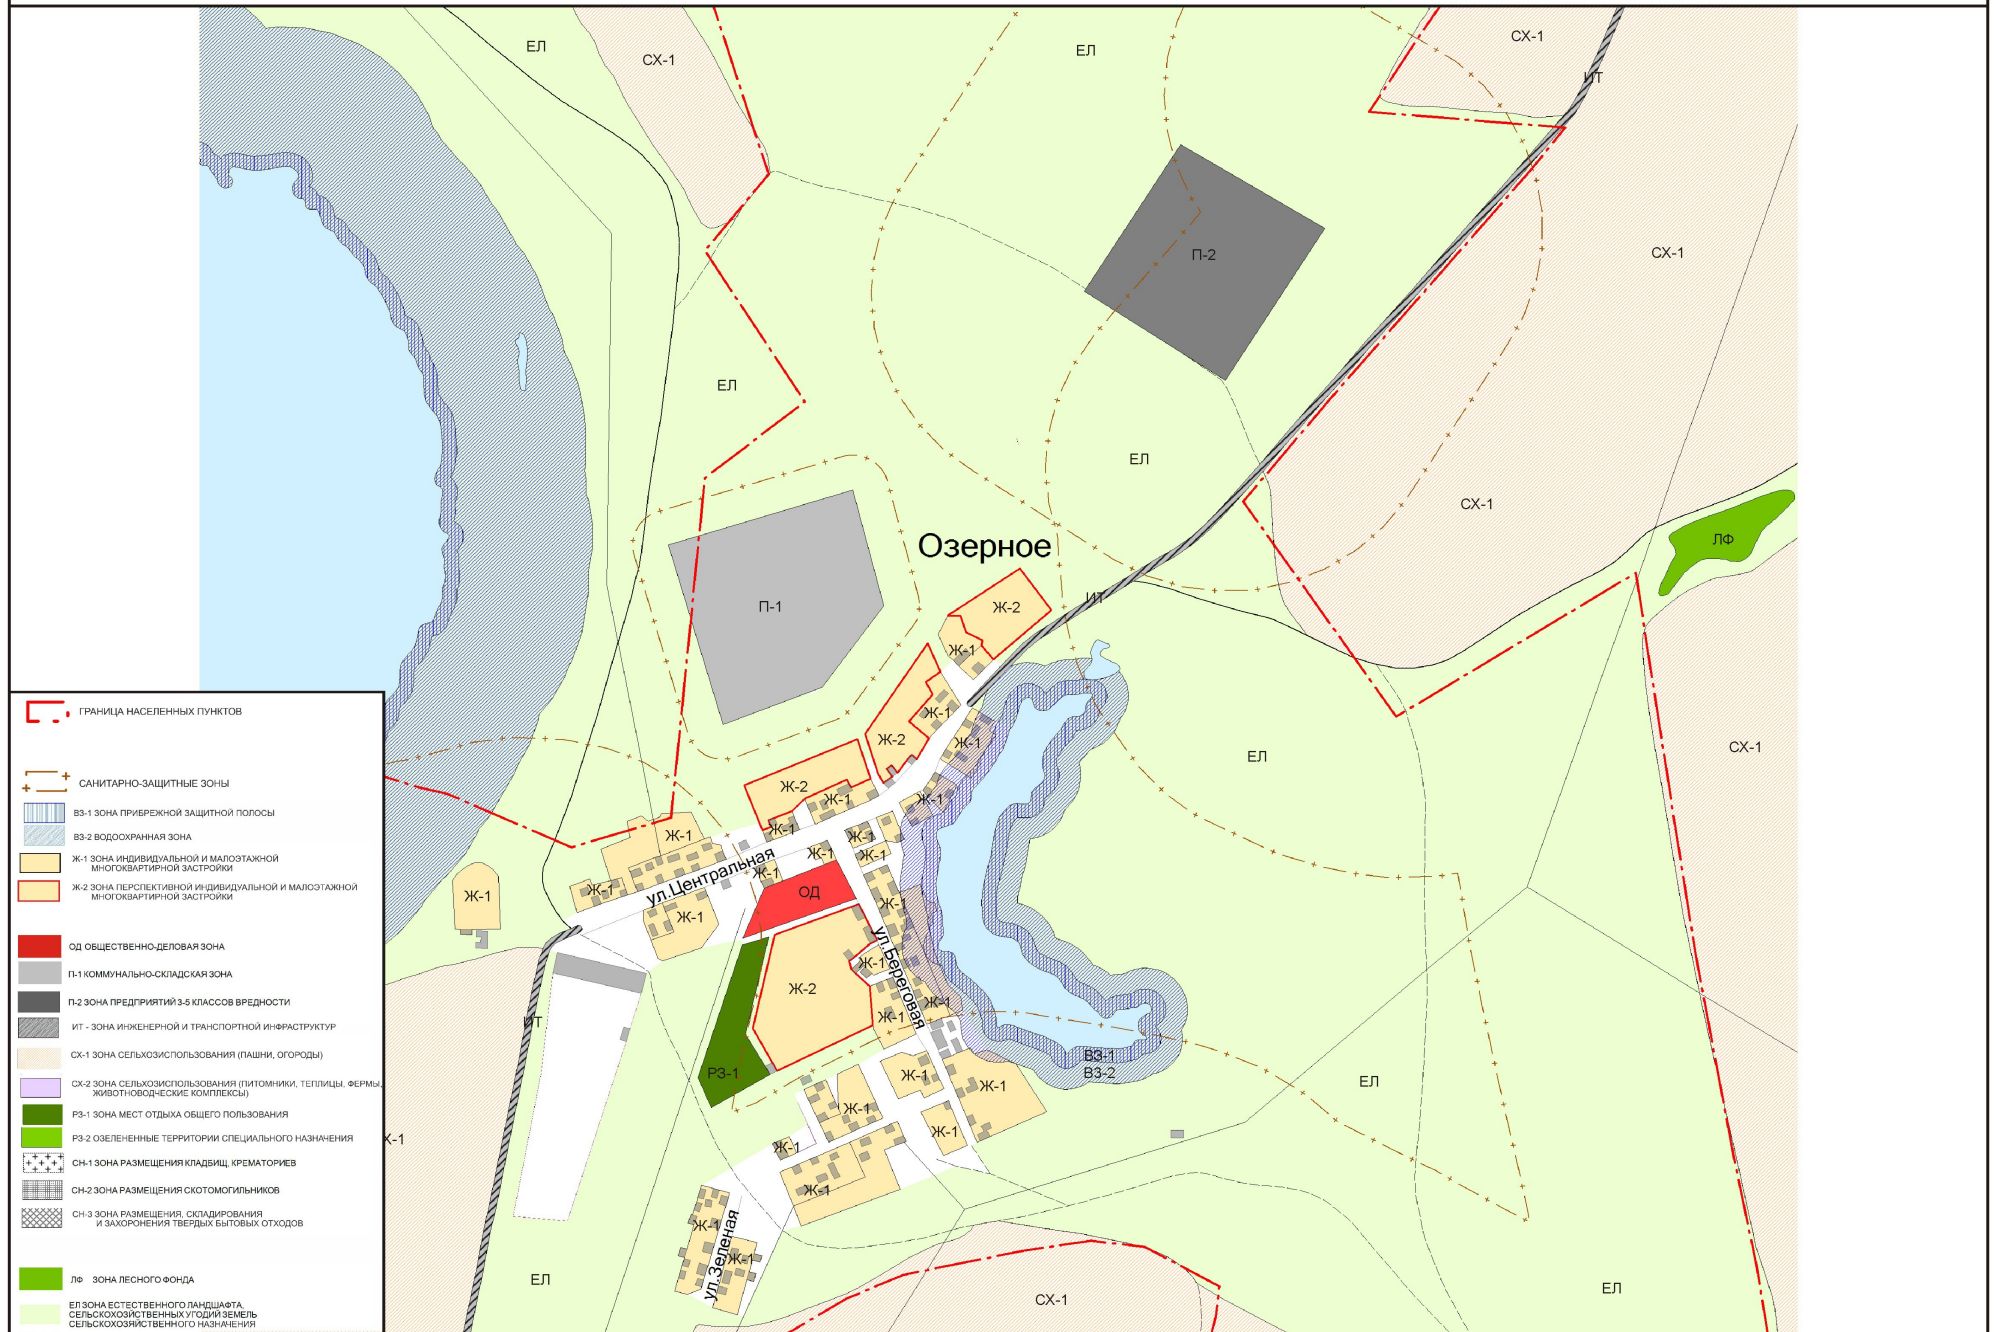 ЕЛ
СХ-1
ЕЛ
СХ-1
ИТ
П-2
СХ-1
ЕЛ
ЕЛ
СХ-1
ЛФ
Озерное
П-1
ИТ
Ж-2
Ж-1
Ж-1
Ж-2
Ж-1
ЕЛ
СХ-1
Ж-2
Ж-1
Ж-1
Ж-1
Ж-1
Ж-1
Ж-1
Ж-1
ул.Центральная
Ж-1
Ж-1
Ж-1
Ж-1
ОД
Ж-1
Ж-1
ул.Береговая
Ж-1
Ж-2
Ж-1
Ж-1
ИТ
ВЗ-1
ВЗ-2
РЗ-1
Ж-1
Ж-1
ЕЛ
Ж-1
Ж-1
Ж-1
Ж-1
Х-1
Ж-1
Ж-1
ул.Зеленая
ЕЛ
СХ-1
ЕЛ
ГРАНИЦА НАСЕЛЕННЫХ ПУНКТОВ
САНИТАРНО-ЗАЩИТНЫЕ ЗОНЫ
ВЗ-1 ЗОНА ПРИБРЕЖНОЙ ЗАЩИТНОЙ ПОЛОСЫ
ВЗ-2 ВОДООХРАННАЯ ЗОНА
Ж-1 ЗОНА ИНДИВИДУАЛЬНОЙ И МАЛОЭТАЖНОЙ
МНОГОКВАРТИРНОЙ ЗАСТРОЙКИ
Ж-2 ЗОНА ПЕРСПЕКТИВНОЙ ИНДИВИДУАЛЬНОЙ И МАЛОЭТАЖНОЙ
МНОГОКВАРТИРНОЙ ЗАСТРОЙКИ
ОД ОБЩЕСТВЕННО-ДЕЛОВАЯ ЗОНА
П-1 КОММУНАЛЬНО-СКЛАДСКАЯ ЗОНА
П-2 ЗОНА ПРЕДПРИЯТИЙ 3-5 КЛАССОВ ВРЕДНОСТИ
ИТ - ЗОНА ИНЖЕНЕРНОЙ И ТРАНСПОРТНОЙ ИНФРАСТРУКТУР
СХ-1 ЗОНА СЕЛЬХОЗИСПОЛЬЗОВАНИЯ (ПАШНИ, ОГОРОДЫ)
СХ-2 ЗОНА СЕЛЬХОЗИСПОЛЬЗОВАНИЯ (ПИТОМНИКИ, ТЕПЛИЦЫ, ФЕРМЫ,
ЖИВОТНОВОДЧЕСКИЕ КОМПЛЕКСЫ)
РЗ-1 ЗОНА МЕСТ ОТДЫХА ОБЩЕГО ПОЛЬЗОВАНИЯ
РЗ-2 ОЗЕЛЕНЕННЫЕ ТЕРРИТОРИИ СПЕЦИАЛЬНОГО НАЗНАЧЕНИЯ
СН-1 ЗОНА РАЗМЕЩЕНИЯ КЛАДБИЩ, КРЕМАТОРИЕВ
СН-2 ЗОНА РАЗМЕЩЕНИЯ СКОТОМОГИЛЬНИКОВ
СН-3 ЗОНА РАЗМЕЩЕНИЯ, СКЛАДИРОВАНИЯ
И ЗАХОРОНЕНИЯ ТВЕРДЫХ БЫТОВЫХ ОТХОДОВ
ЛФ ЗОНА ЛЕСНОГО ФОНДА
ЕЛ ЗОНА ЕСТЕСТВЕННОГО ЛАНДШАФТА,
СЕЛЬСКОХОЗЙСТВЕННЫХ УГОДИЙ ЗЕМЕЛЬ
СЕЛЬСКОХОЗЯЙСТВЕННОГО НАЗНАЧЕНИЯ